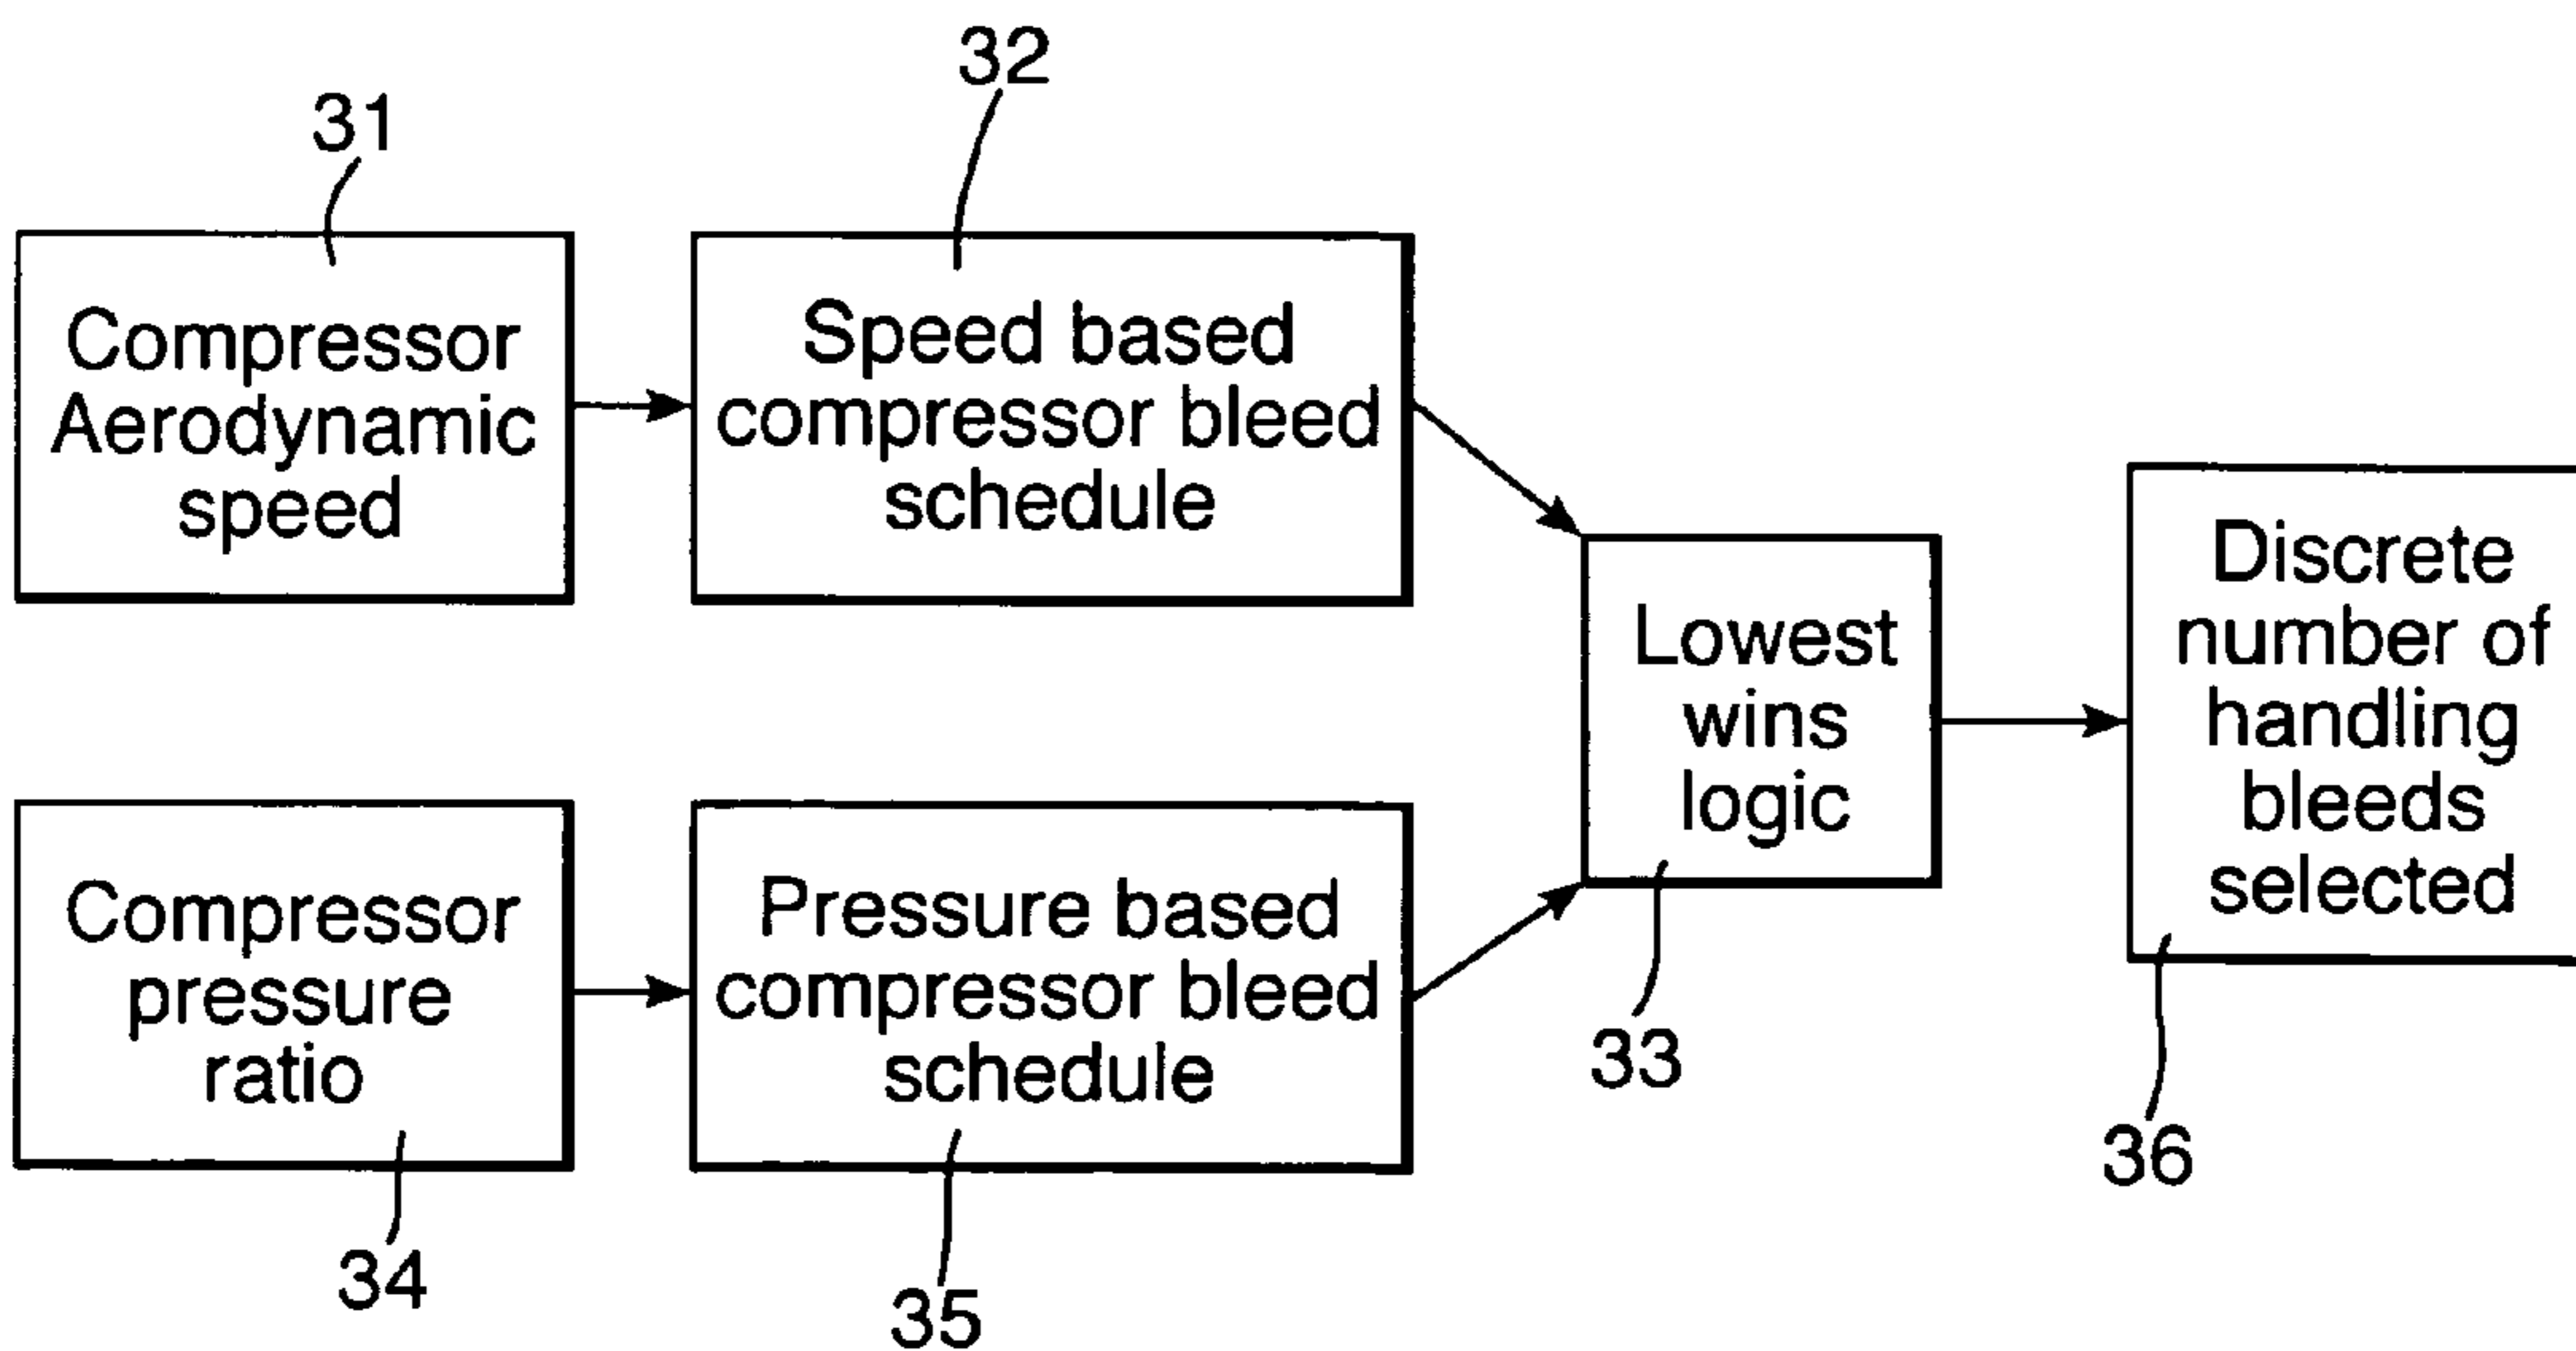 31
Compressor
Aerodynamic
speed
32
Speed based
compressor bleed
schedule
Lowest
wins
logic
33
Discrete
number of
handling
bleeds
selected
36
Compressor
pressure
ratio
34
Pressure based
compressor bleed
schedule
35